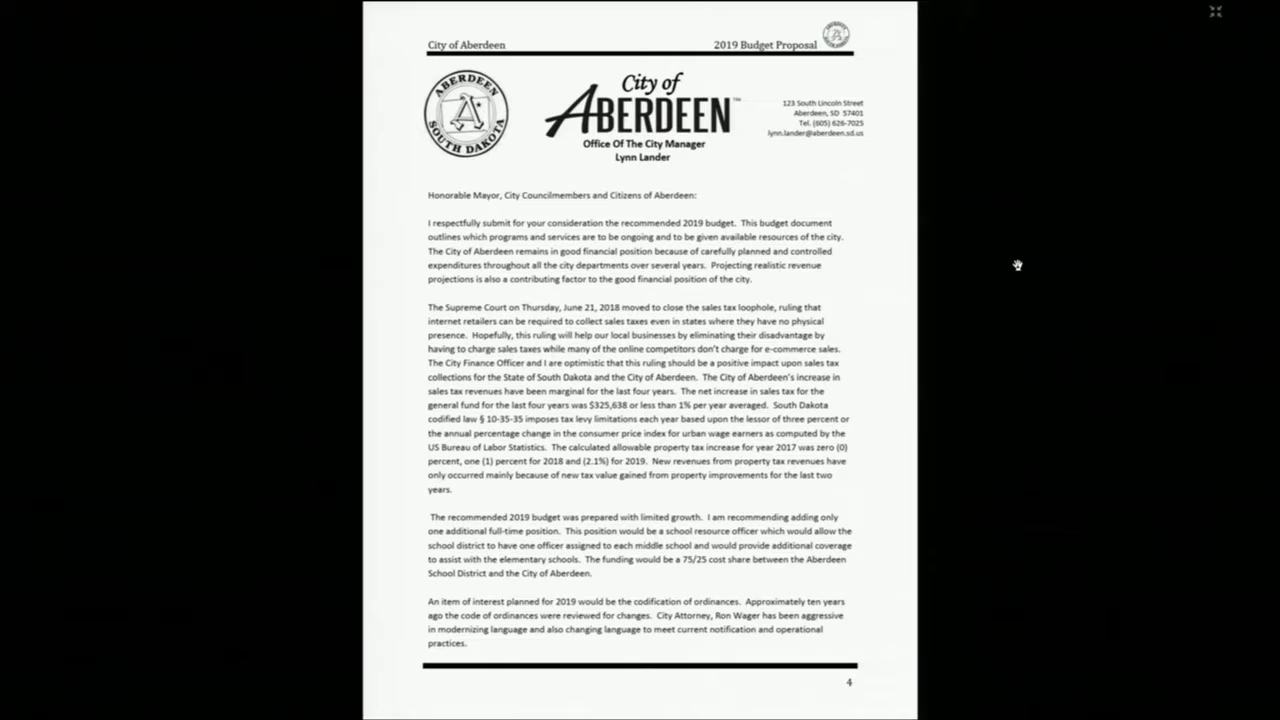 City of Aberdeen
2019 Budget Proposal
ABERDEEN
SOUTH DAKOTA
City of
ABERDEEN™
Office Of The City Manager
Lynn Lander
123 South Lincoln Street
Aberdeen, SD 57401
Tel. (605) 626-7025
lynn.lander@aberdeen.sd.us
Honorable Mayor, City Councilmembers and Citizens of Aberdeen:
I respectfully submit for your consideration the recommended 2019 budget. This budget document
outlines which programs and services are to be ongoing and to be given available resources of the city.
The City of Aberdeen remains in good financial position because of carefully planned and controlled
expenditures throughout all the city departments over several years. Projecting realistic revenue
projections is also a contributing factor to the good financial position of the city.
The Supreme Court on Thursday, June 21, 2018 moved to close the sales tax loophole, ruling that
internet retailers can be required to collect sales taxes even in states where they have no physical
presence. Hopefully, this ruling will help our local businesses by eliminating their disadvantage by
having to charge sales taxes while many of the online competitors don't charge for e-commerce sales.
The City Finance Officer and I are optimistic that this ruling should be a positive impact upon sales tax
collections for the State of South Dakota and the City of Aberdeen. The City of Aberdeen's increase in
sales tax revenues have been marginal for the last four years. The net increase in sales tax for the
general fund for the last four years was $325,638 or less than 1% per year averaged. South Dakota
codified law § 10-35-35 imposes tax levy limitations each year based upon the lessor of three percent or
the annual percentage change in the consumer price index for urban wage earners as computed by the
US Bureau of Labor Statistics. The calculated allowable property tax increase for year 2017 was zero (0)
percent, one (1) percent for 2018 and (2.1%) for 2019. New revenues from property tax revenues have
only occurred mainly because of new tax value gained from property improvements for the last two
years.
The recommended 2019 budget was prepared with limited growth. I am recommending adding only
one additional full-time position. This position would be a school resource officer which would allow the
school district to have one officer assigned to each middle school and would provide additional coverage
to assist with the elementary schools. The funding would be a 75/25 cost share between the Aberdeen
School District and the City of Aberdeen.
An item of interest planned for 2019 would be the codification of ordinances. Approximately ten years
ago the code of ordinances were reviewed for changes. City Attorney, Ron Wager has been aggressive
in modernizing language and also changing language to meet current notification and operational
practices.
4